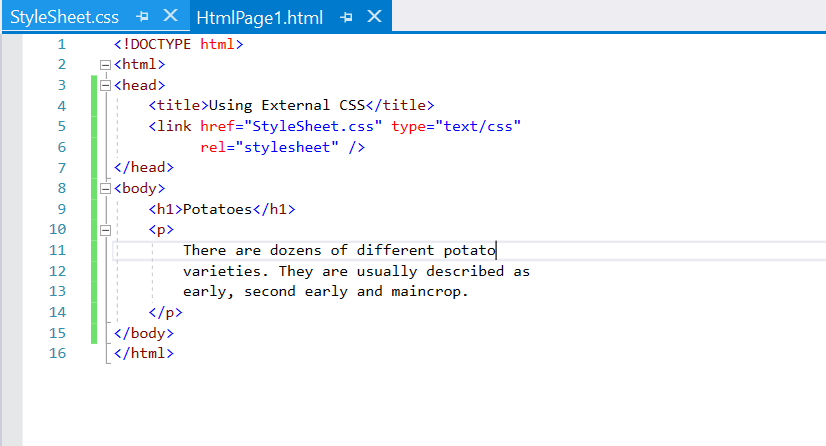 StyleSheet.css HtmlPage1.html
1 <!DOCTYPE html>
2 <html>
3 <head>
4 <title>Using External CSS</title>
5 <link href="StyleSheet.css" type="text/css"
6 rel="stylesheet" />
7 </head>
8 <body>
9 <h1>Potatoes</h1>
10 <p>
11 There are dozens of different potato
12 varieties. They are usually described as
13 early, second early and maincrop.
14 </p>
15 </body>
16 </html>